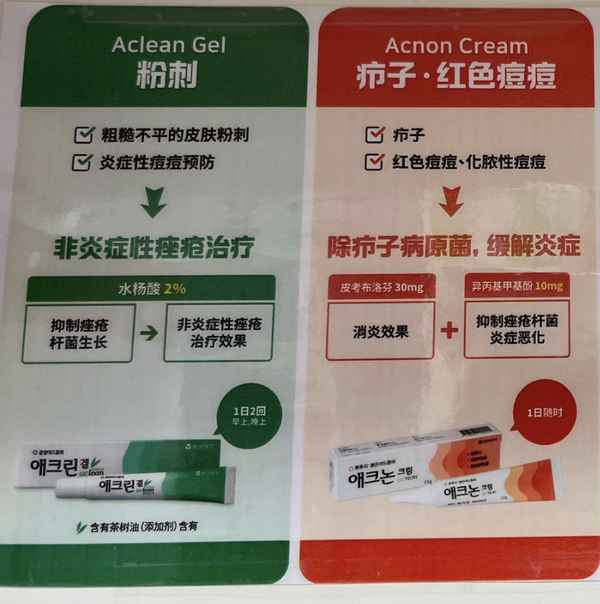 Aclean Gel
粉刺
粗糙不平的皮肤粉刺
炎症性痘痘预防
非炎症性痤疮治疗
水杨酸 2%
抑制痤疮
杆菌生长
非炎症性痤疮
治疗效果
1日2回
早上,晚上
애크린 겔
aclean
애크린 겔
aclean
含有茶树油(添加剂)含有
Acnon Cream
疖子·红色痘痘
疖子
红色痘痘、化脓性痘痘
除疖子病原菌, 缓解炎症
皮考布洛芬 30mg
消炎效果
异丙基甲基酚 10mg
抑制痤疮杆菌
炎症恶化
1日随时
애크논 크림
15g
애크논 크림